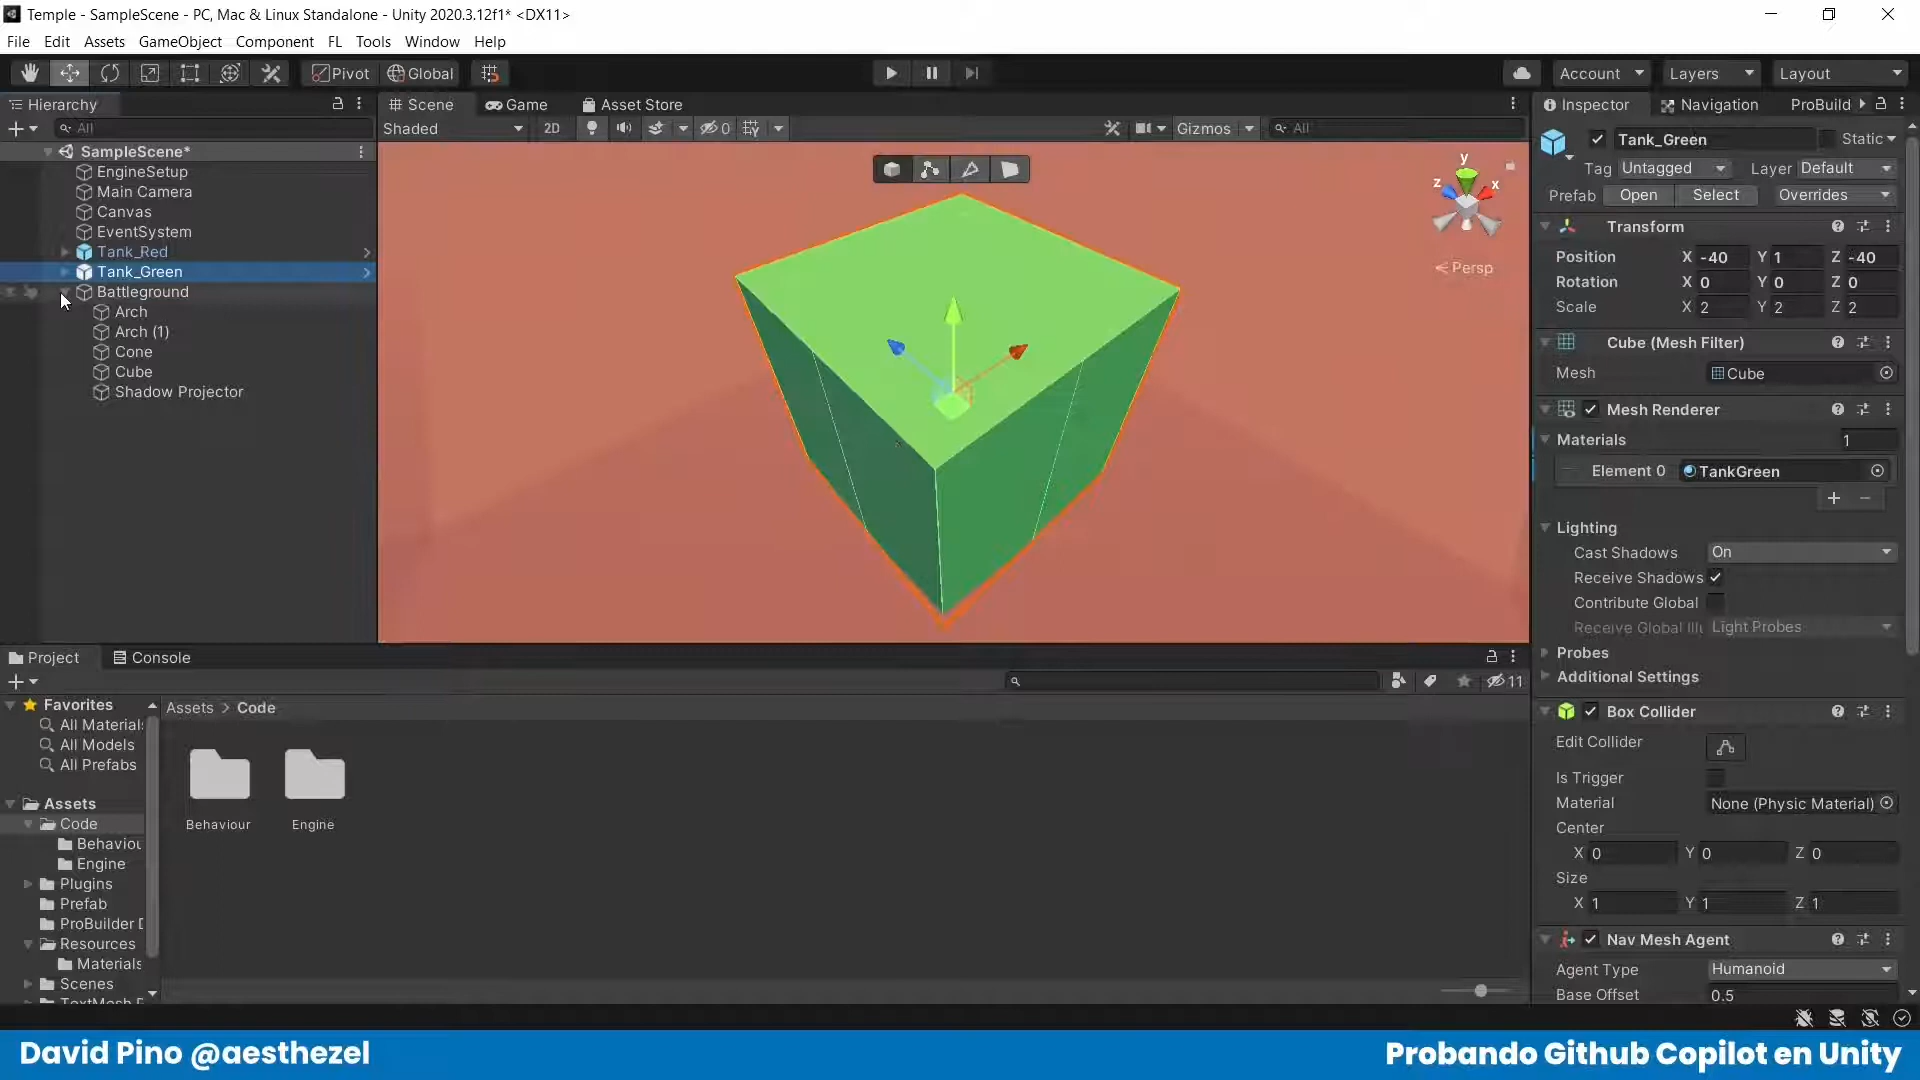 Temple - SampleScene - PC, Mac & Linux Standalone - Unity 2020.3.12f1* <DX11>
File Edit Assets GameObject Component FL Tools Window Help
Pivot Global Account Layers Layout
Hierarchy
All
SampleScene*
EngineSetup
Main Camera
Canvas
EventSystem
Tank_Red
Tank_Green
Battleground
Arch
Arch (1)
Cone
Cube
Shadow Projector
Scene Game Asset Store
Shaded 2D 0 Gizmos All
y
z x
Persp
Inspector Navigation ProBuild
Tank_Green Static
Tag Untagged Layer Default
Prefab Open Select Overrides
Transform
Position X -40 Y 1 Z -40
Rotation X 0 Y 0 Z 0
Scale X 2 Y 2 Z 2
Cube (Mesh Filter)
Mesh Cube
Mesh Renderer
Materials 1
Element 0 TankGreen
Lighting
Cast Shadows On
Receive Shadows
Contribute Global
Receive Global Illu Light Probes
Probes
Additional Settings
Box Collider
Edit Collider
Is Trigger
Material None (Physic Material)
Center
X 0 Y 0 Z 0
Size
X 1 Y 1 Z 1
Nav Mesh Agent
Agent Type Humanoid
Base Offset 0.5
Project Console
11
Favorites
All Materials
All Models
All Prefabs
Assets
Code
Behaviou
Engine
Plugins
Prefab
ProBuilder D
Resources
Materials
Scenes
Assets > Code
Behaviour Engine
David Pino @aesthezel
Probando Github Copilot en Unity